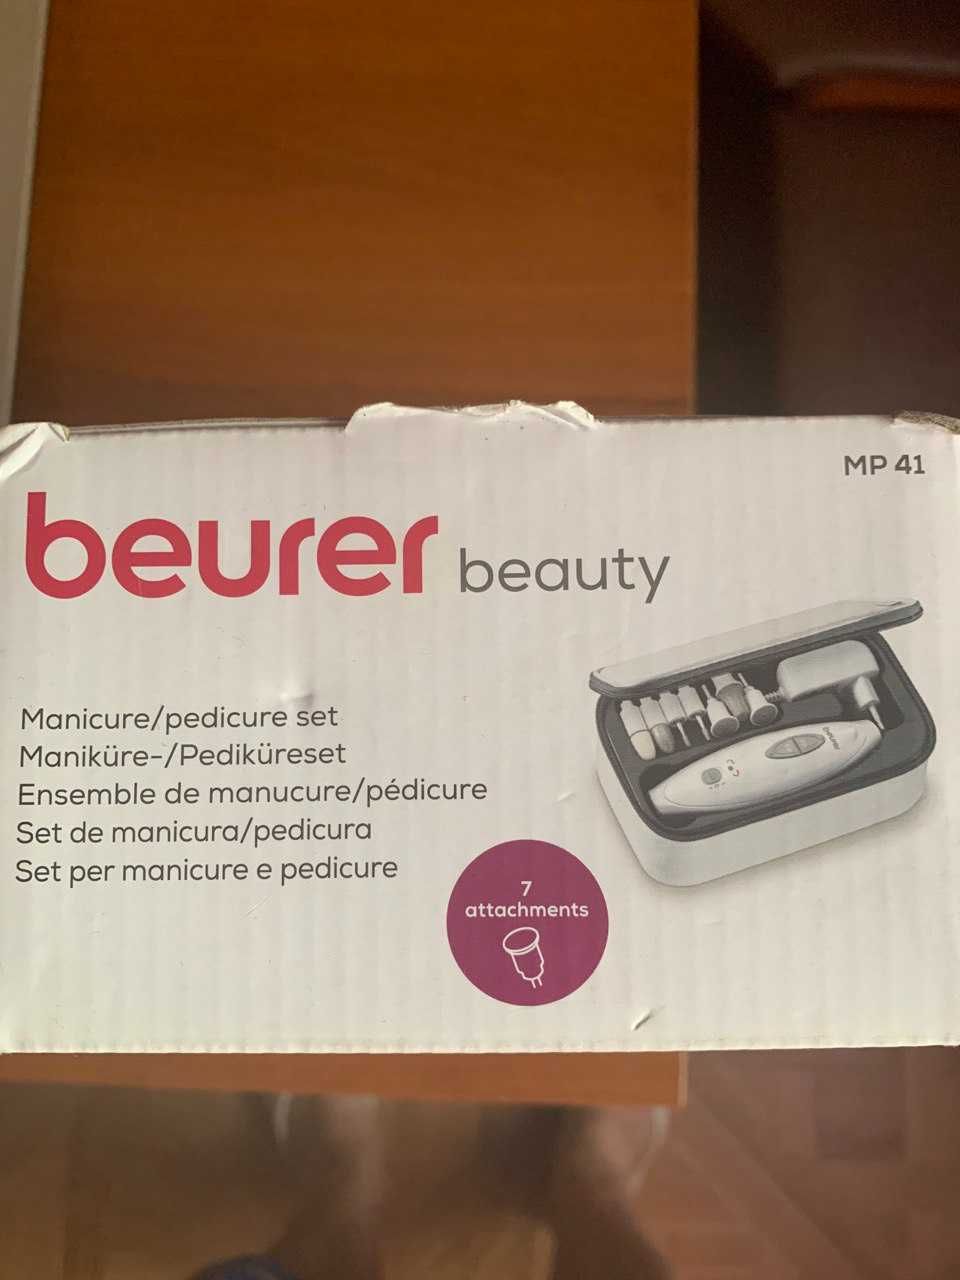 MP 41
beurer beauty
Manicure/pedicure set
Maniküre-/Pediküreset
Ensemble de manucure/pédicure
Set de manicura/pedicura
Set per manicure e pedicure
7
attachments
beurer